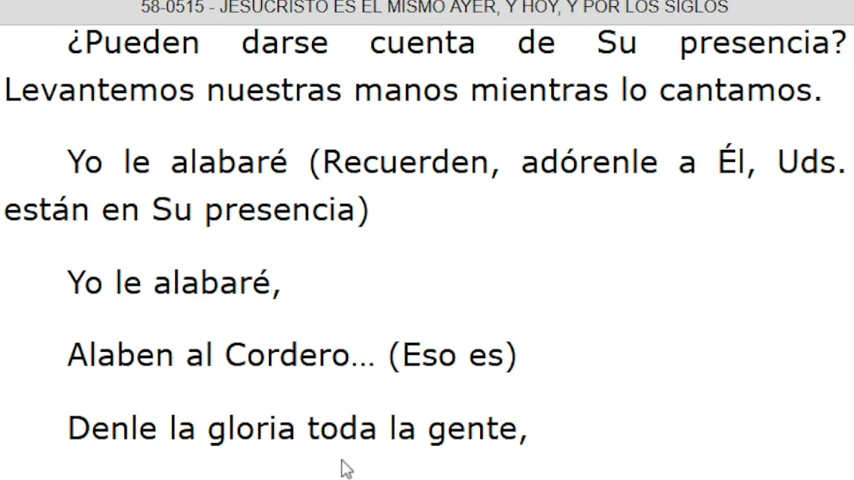 58-0515 - JESUCRISTO ES EL MISMO AYER, Y HOY, Y POR LOS SIGLOS
¿Pueden darse cuenta de Su presencia?
Levantemos nuestras manos mientras lo cantamos.
Yo le alabaré (Recuerden, adórenle a Él, Uds.
están en Su presencia)
Yo le alabaré,
Alaben al Cordero... (Eso es)
Denle la gloria toda la gente,